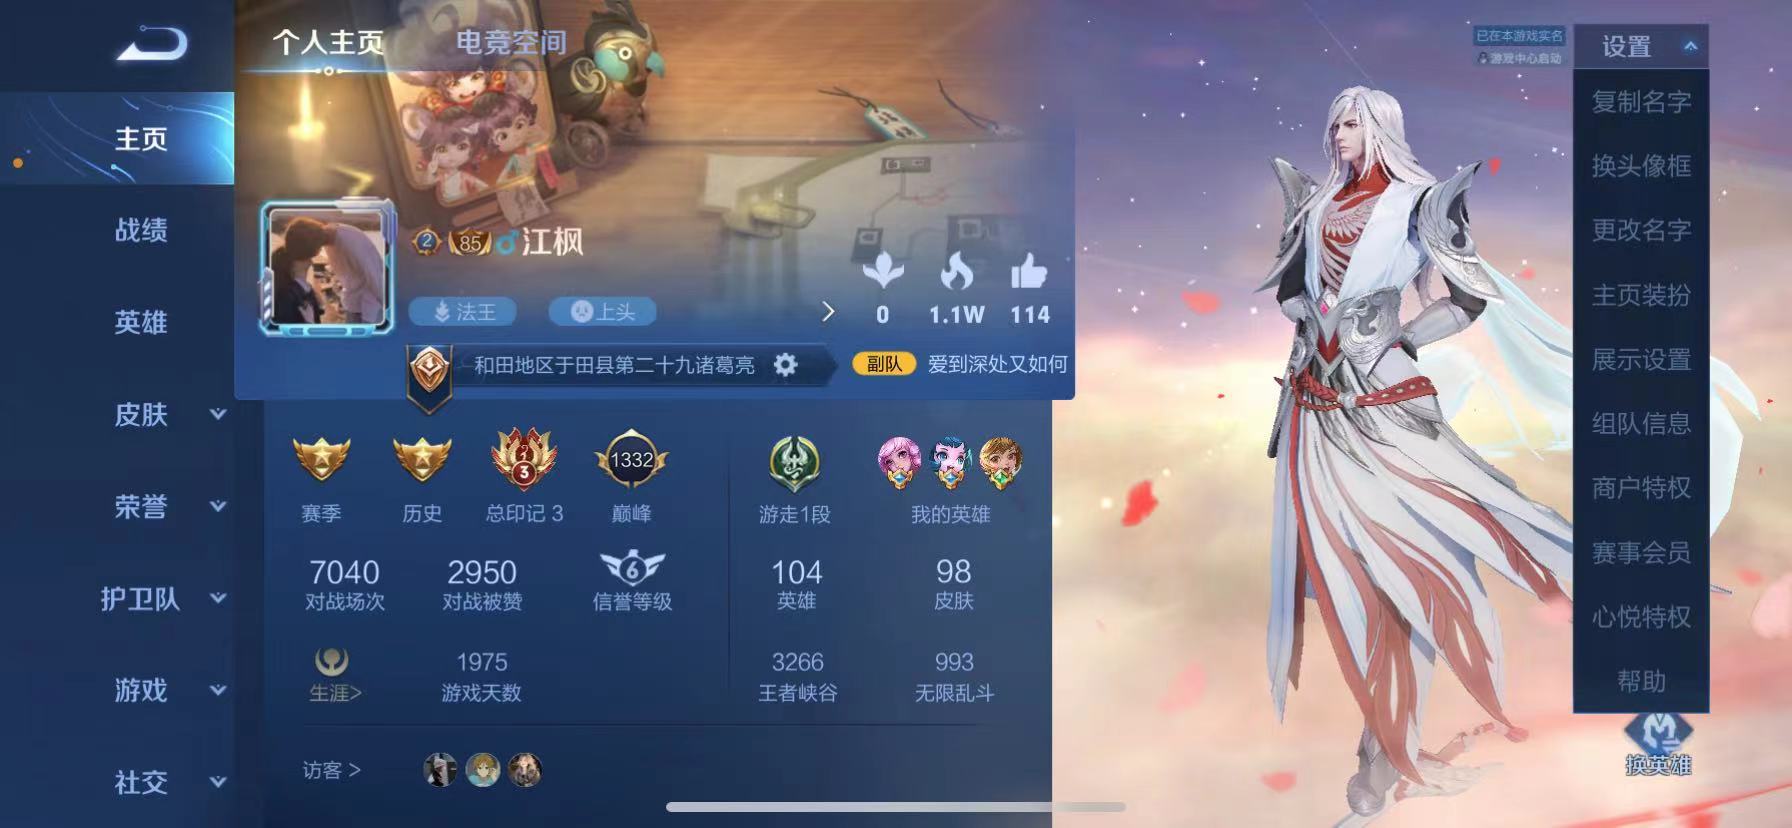 个人主页
电竞空间
已在本游戏实名
游戏中心启动
设置
主页
战绩
英雄
皮肤
荣誉
护卫队
游戏
社交
2
85
江枫
法王
上头
0
1.1W
114
和田地区于田县第二十九诸葛亮
副队
爱到深处又如何
3
1332
赛季
历史
总印记 3
巅峰
游走1段
我的英雄
7040
2950
6
104
98
对战场次
对战被赞
信誉等级
英雄
皮肤
1975
3266
993
生涯>
游戏天数
王者峡谷
无限乱斗
访客 >
复制名字
换头像框
更改名字
主页装扮
展示设置
组队信息
商户特权
赛事会员
心悦特权
帮助
换英雄